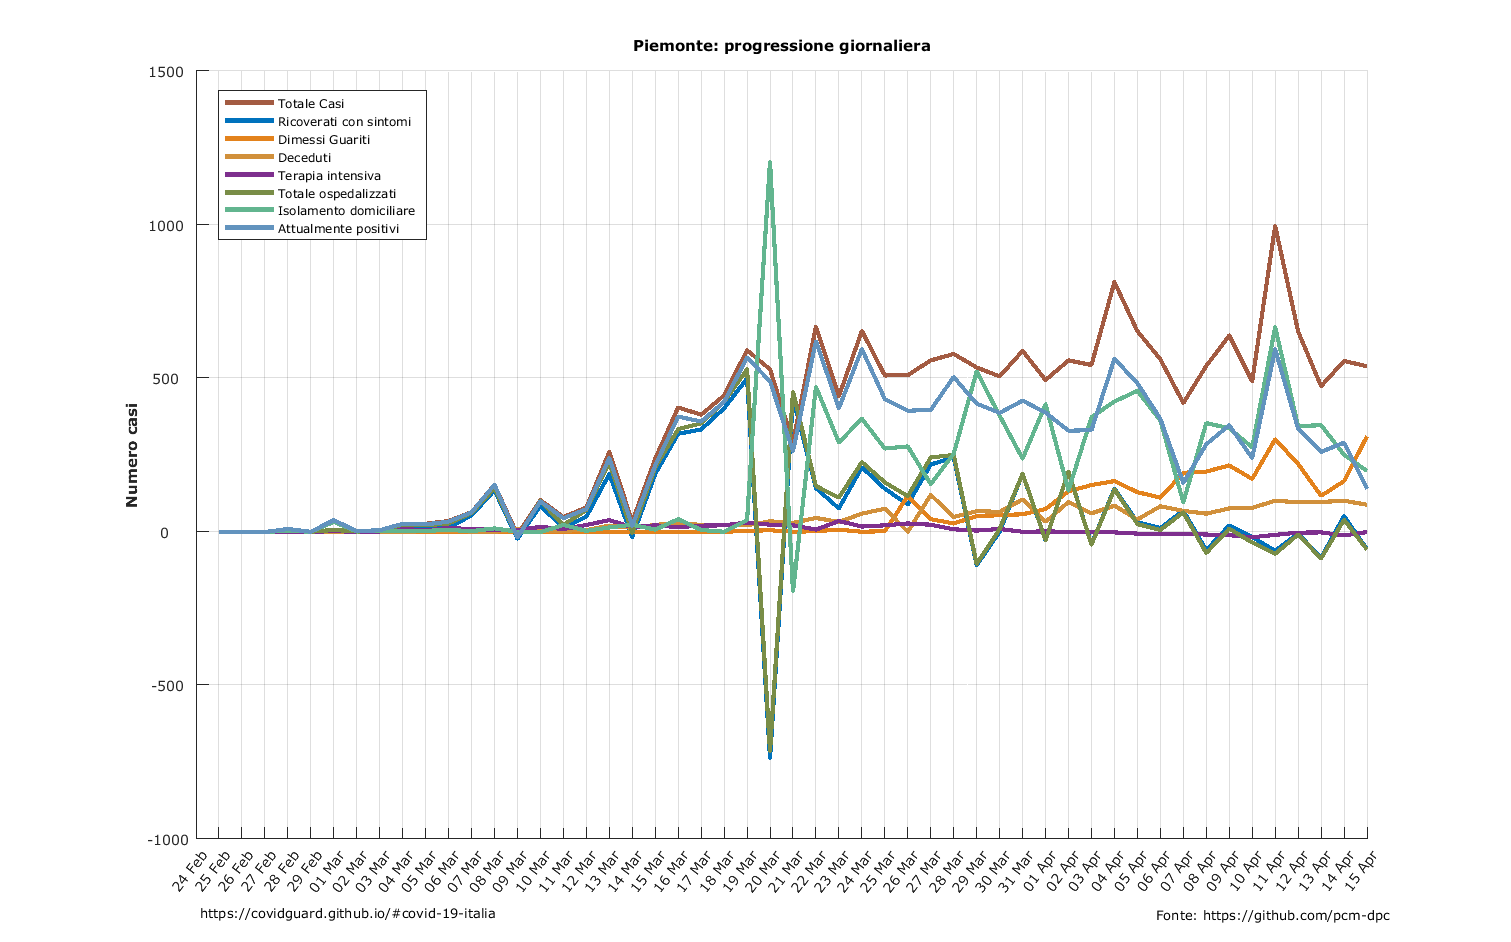 Piemonte: progressione giornaliera
1500
1000
500
0
-500
-1000
Numero casi
Totale Casi
Ricoverati con sintomi
Dimessi Guariti
Deceduti
Terapia intensiva
Totale ospedalizzati
Isolamento domiciliare
Attualmente positivi
24 Feb
25 Feb
26 Feb
27 Feb
28 Feb
29 Feb
01 Mar
02 Mar
03 Mar
04 Mar
05 Mar
06 Mar
07 Mar
08 Mar
09 Mar
10 Mar
11 Mar
12 Mar
13 Mar
14 Mar
15 Mar
16 Mar
17 Mar
18 Mar
19 Mar
20 Mar
21 Mar
22 Mar
23 Mar
24 Mar
25 Mar
26 Mar
27 Mar
28 Mar
29 Mar
30 Mar
31 Mar
01 Apr
02 Apr
03 Apr
04 Apr
05 Apr
06 Apr
07 Apr
08 Apr
09 Apr
10 Apr
11 Apr
12 Apr
13 Apr
14 Apr
15 Apr
https://covidguard.github.io/#covid-19-italia
Fonte: https://github.com/pcm-dpc